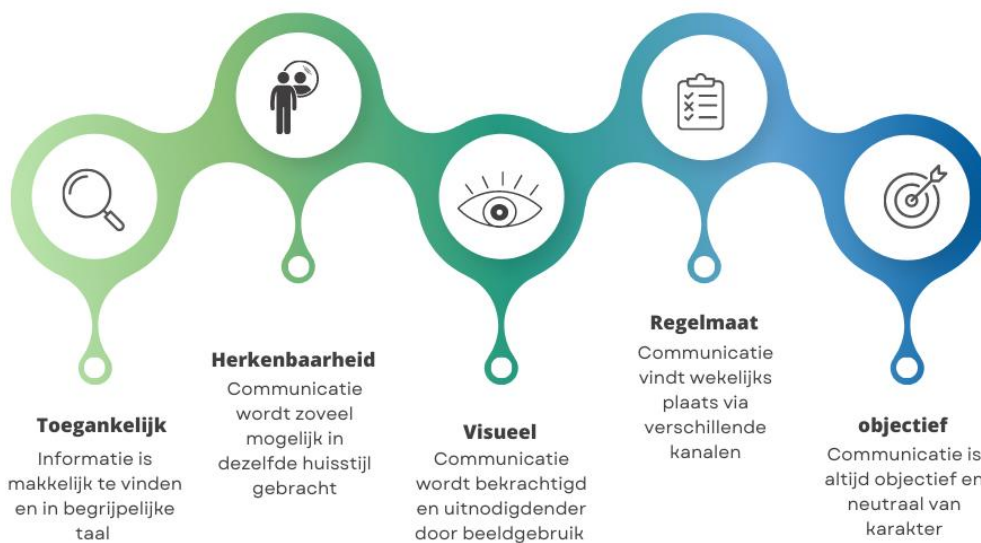 Toegankelijk
Informatie is
makkelijk te vinden
en in begrijpelijke
taal
Herkenbaarheid
Communicatie
wordt zoveel
mogelijk in
dezelfde huisstijl
gebracht
Visueel
Communicatie
wordt bekrachtigd
en uitnodigdender
door beeldgebruik
Regelmaat
Communicatie
vindt wekelijks
plaats via
verschillende
kanalen
objectief
Communicatie is
altijd objectief en
neutraal van
karakter